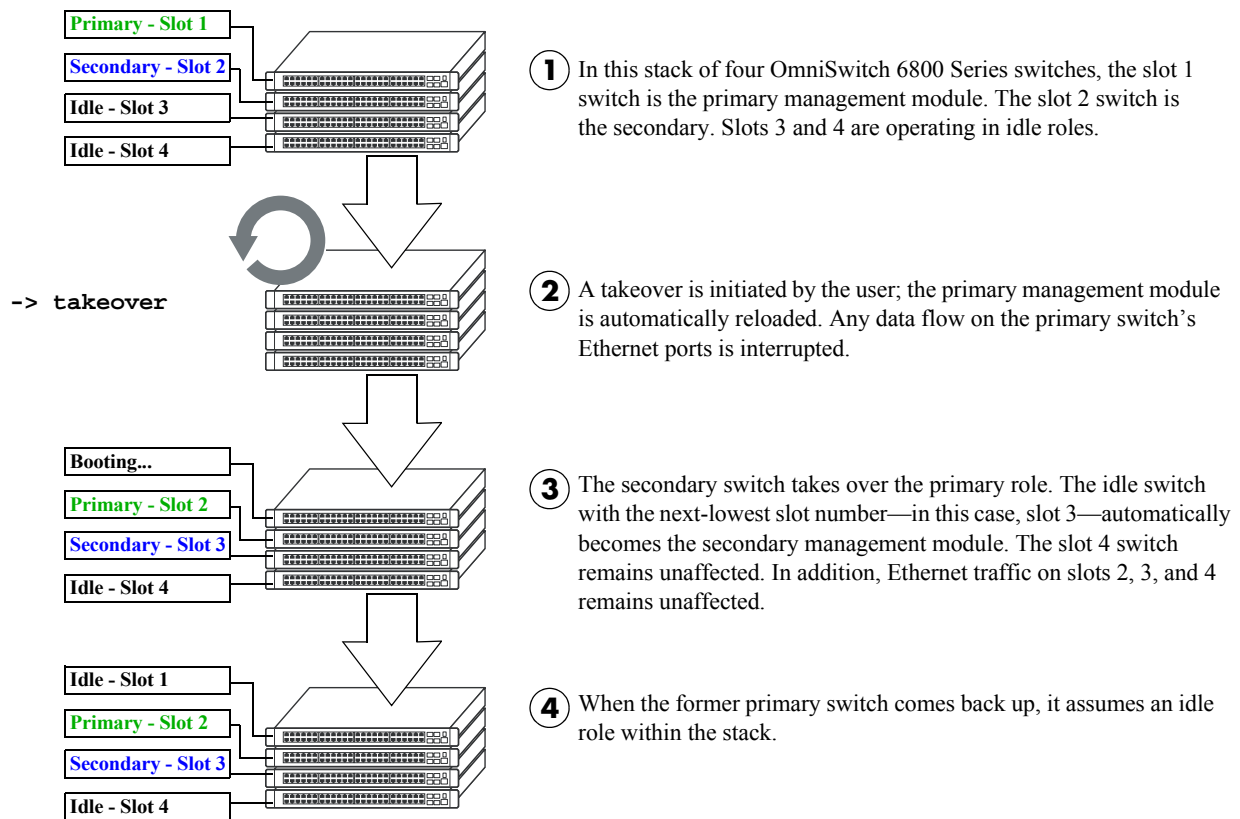 Primary - Slot 1
Secondary - Slot 2
Idle - Slot 3
Idle - Slot 4
1 In this stack of four OmniSwitch 6800 Series switches, the slot 1
switch is the primary management module. The slot 2 switch is
the secondary. Slots 3 and 4 are operating in idle roles.
-> takeover
2 A takeover is initiated by the user; the primary management module
is automatically reloaded. Any data flow on the primary switch’s
Ethernet ports is interrupted.
Booting...
Primary - Slot 2
Secondary - Slot 3
Idle - Slot 4
3 The secondary switch takes over the primary role. The idle switch
with the next-lowest slot number—in this case, slot 3—automatically
becomes the secondary management module. The slot 4 switch
remains unaffected. In addition, Ethernet traffic on slots 2, 3, and 4
remains unaffected.
Idle - Slot 1
Primary - Slot 2
Secondary - Slot 3
Idle - Slot 4
4 When the former primary switch comes back up, it assumes an idle
role within the stack.